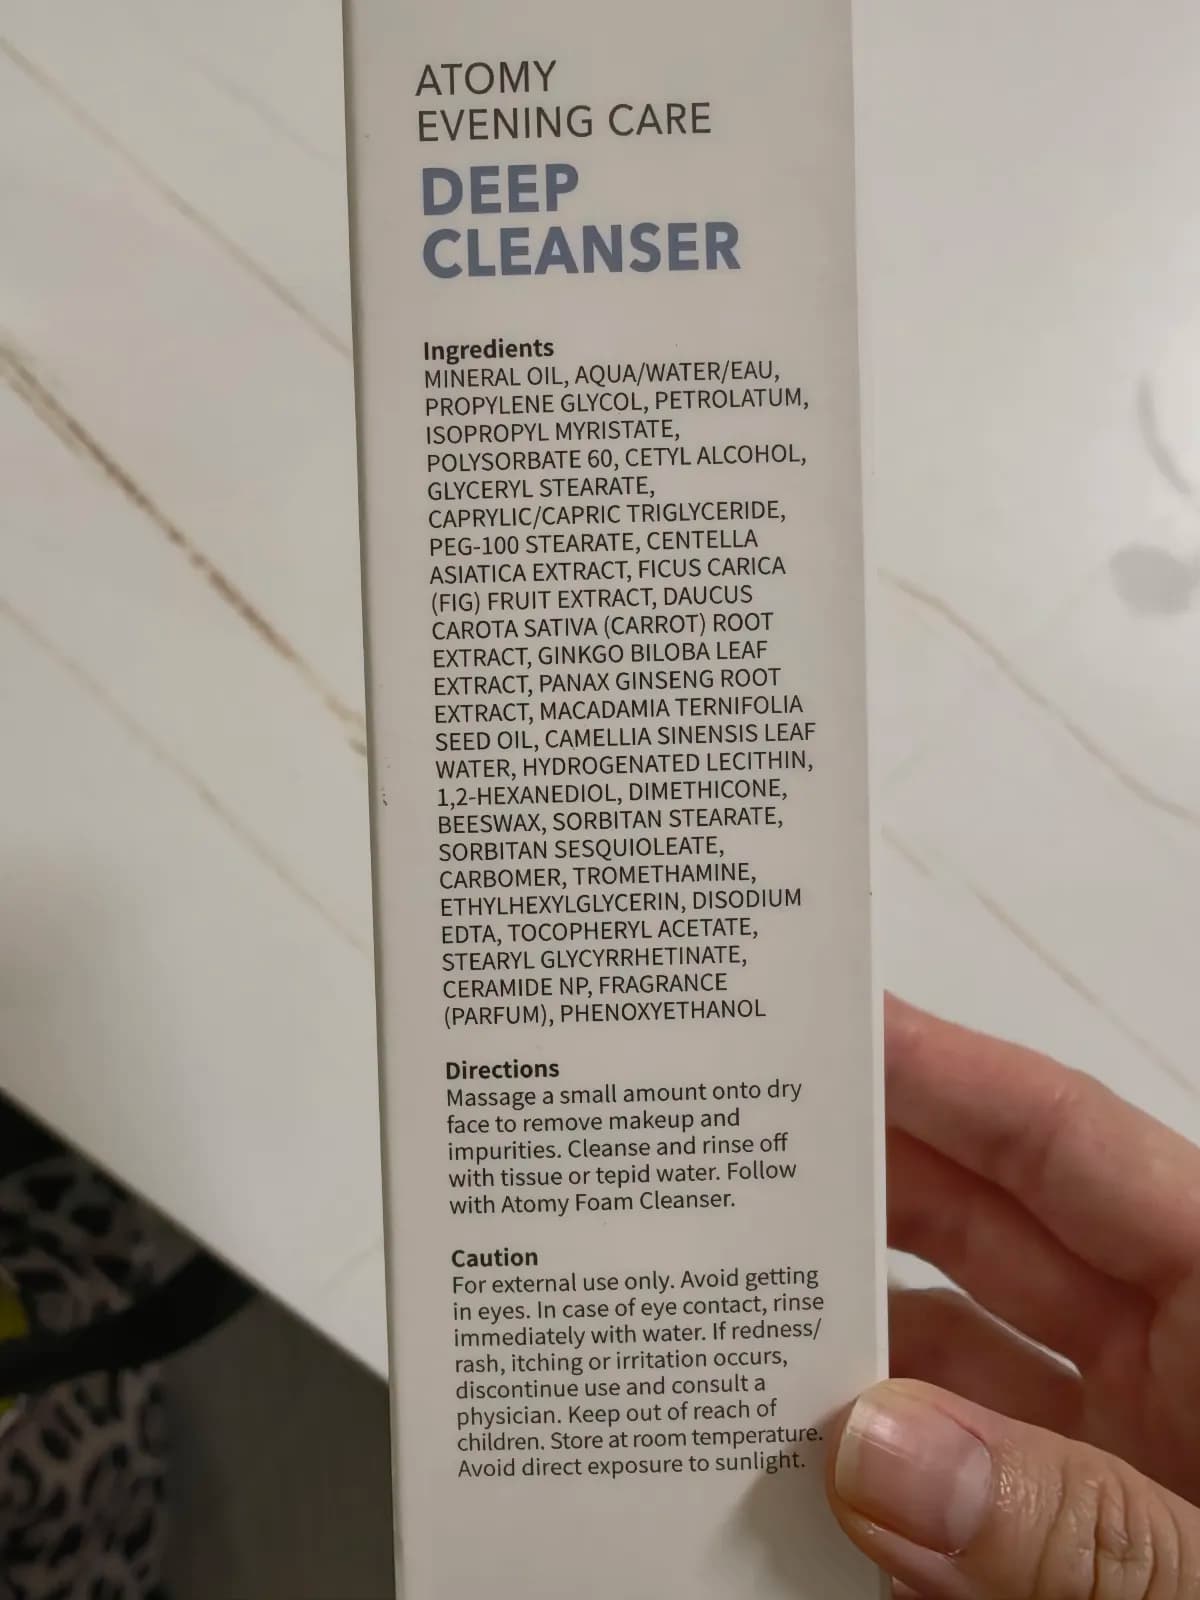 ATOMY
EVENING CARE
DEEP
CLEANSER
Ingredients
MINERAL OIL, AQUA/WATER/EAU,
PROPYLENE GLYCOL, PETROLATUM,
ISOPROPYL MYRISTATE,
POLYSORBATE 60, CETYL ALCOHOL,
GLYCERYL STEARATE,
CAPRYLIC/CAPRIC TRIGLYCERIDE,
PEG-100 STEARATE, CENTELLA
ASIATICA EXTRACT, FICUS CARICA
(FIG) FRUIT EXTRACT, DAUCUS
CAROTA SATIVA (CARROT) ROOT
EXTRACT, GINKGO BILOBA LEAF
EXTRACT, PANAX GINSENG ROOT
EXTRACT, MACADAMIA TERNIFOLIA
SEED OIL, CAMELLIA SINENSIS LEAF
WATER, HYDROGENATED LECITHIN,
1,2-HEXANEDIOL, DIMETHICONE,
BEESWAX, SORBITAN STEARATE,
SORBITAN SESQUIOLEATE,
CARBOMER, TROMETHAMINE,
ETHYLHEXYLGLYCERIN, DISODIUM
EDTA, TOCOPHERYL ACETATE,
STEARYL GLYCYRRHETINATE,
CERAMIDE NP, FRAGRANCE
(PARFUM), PHENOXYETHANOL
Directions
Massage a small amount onto dry
face to remove makeup and
impurities. Cleanse and rinse off
with tissue or tepid water. Follow
with Atomy Foam Cleanser.
Caution
For external use only. Avoid getting
in eyes. In case of eye contact, rinse
immediately with water. If redness/
rash, itching or irritation occurs,
discontinue use and consult a
physician. Keep out of reach of
children. Store at room temperature.
Avoid direct exposure to sunlight.